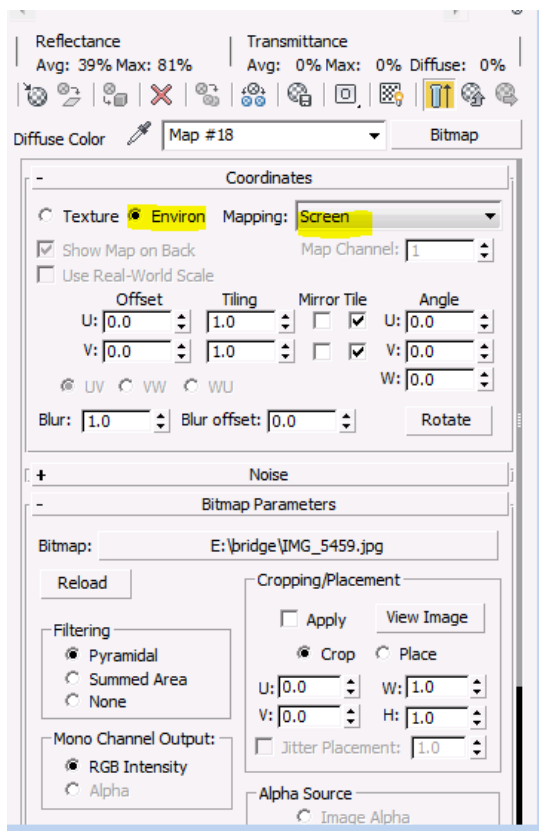 Reflectance Transmittance
Avg: 39% Max: 81% Avg: 0% Max: 0% Diffuse: 0%
Diffuse Color Map #18 Bitmap
- Coordinates
Texture Environ Mapping: Screen
Show Map on Back Map Channel: 1
Use Real-World Scale
Offset Tiling Mirror Tile Angle
U: 0.0 1.0 U: 0.0
V: 0.0 1.0 V: 0.0
UV VW WU W: 0.0
Blur: 1.0 Blur offset: 0.0 Rotate
+ Noise
- Bitmap Parameters
Bitmap: E:\bridge\IMG_5459.jpg
Reload
Cropping/Placement
Apply View Image
Crop Place
U: 0.0 W: 1.0
V: 0.0 H: 1.0
Jitter Placement: 1.0
Filtering
Pyramidal
Summed Area
None
Mono Channel Output:
RGB Intensity
Alpha
Alpha Source
Image Alpha